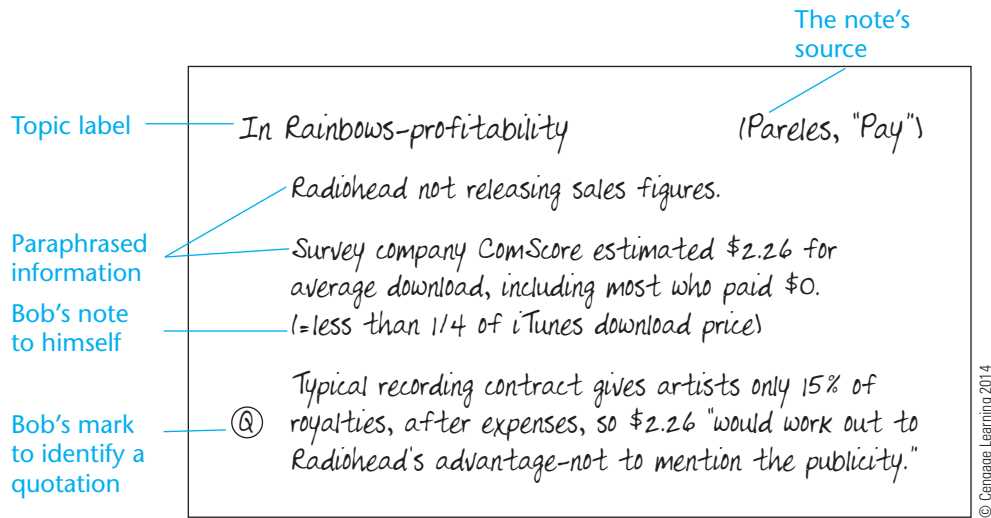 The note's
source
Topic label
In Rainbows-profitability
(Pareles, "Pay")
Radiohead not releasing sales figures.
Paraphrased
information
Survey company ComScore estimated $2.26 for
average download, including most who paid $0.
Bob's note
to himself
(=less than 1/4 of iTunes download price)
Bob's mark
to identify a
quotation
Q
Typical recording contract gives artists only 15% of
royalties, after expenses, so $2.26 "would work out to
Radiohead's advantage-not to mention the publicity."
© Cengage Learning 2014